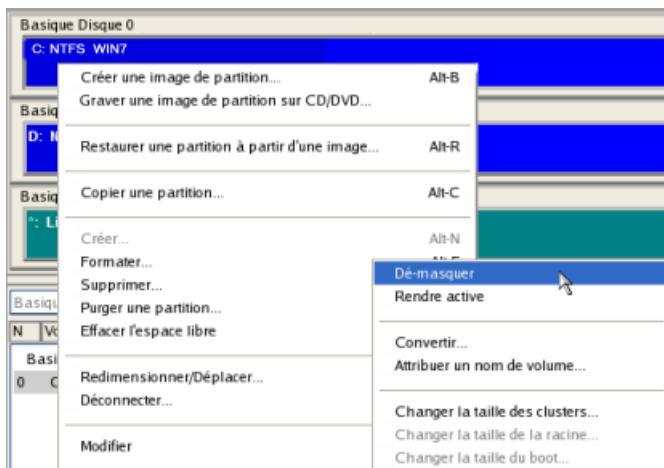 Basique Disque 0
C: NTFS WIN7
Créer une image de partition... Alt-B
Graver une image de partition sur CD/DVD...
Basiq
D: N
Restaurer une partition à partir d'une image... Alt-R
Copier une partition... Alt-C
Basiq
*: Li
Créer... Alt-N
Formater...
Dé-masquer
Supprimer...
Rendre active
Basiqu
Purger une partition...
Effacer l'espace libre
N Vo
Convertir...
Basi
Attribuer un nom de volume...
0 C
Redimensionner/Déplacer...
Déconnecter...
Changer la taille des clusters...
Changer la taille de la racine...
Modifier
Changer la taille du boot...